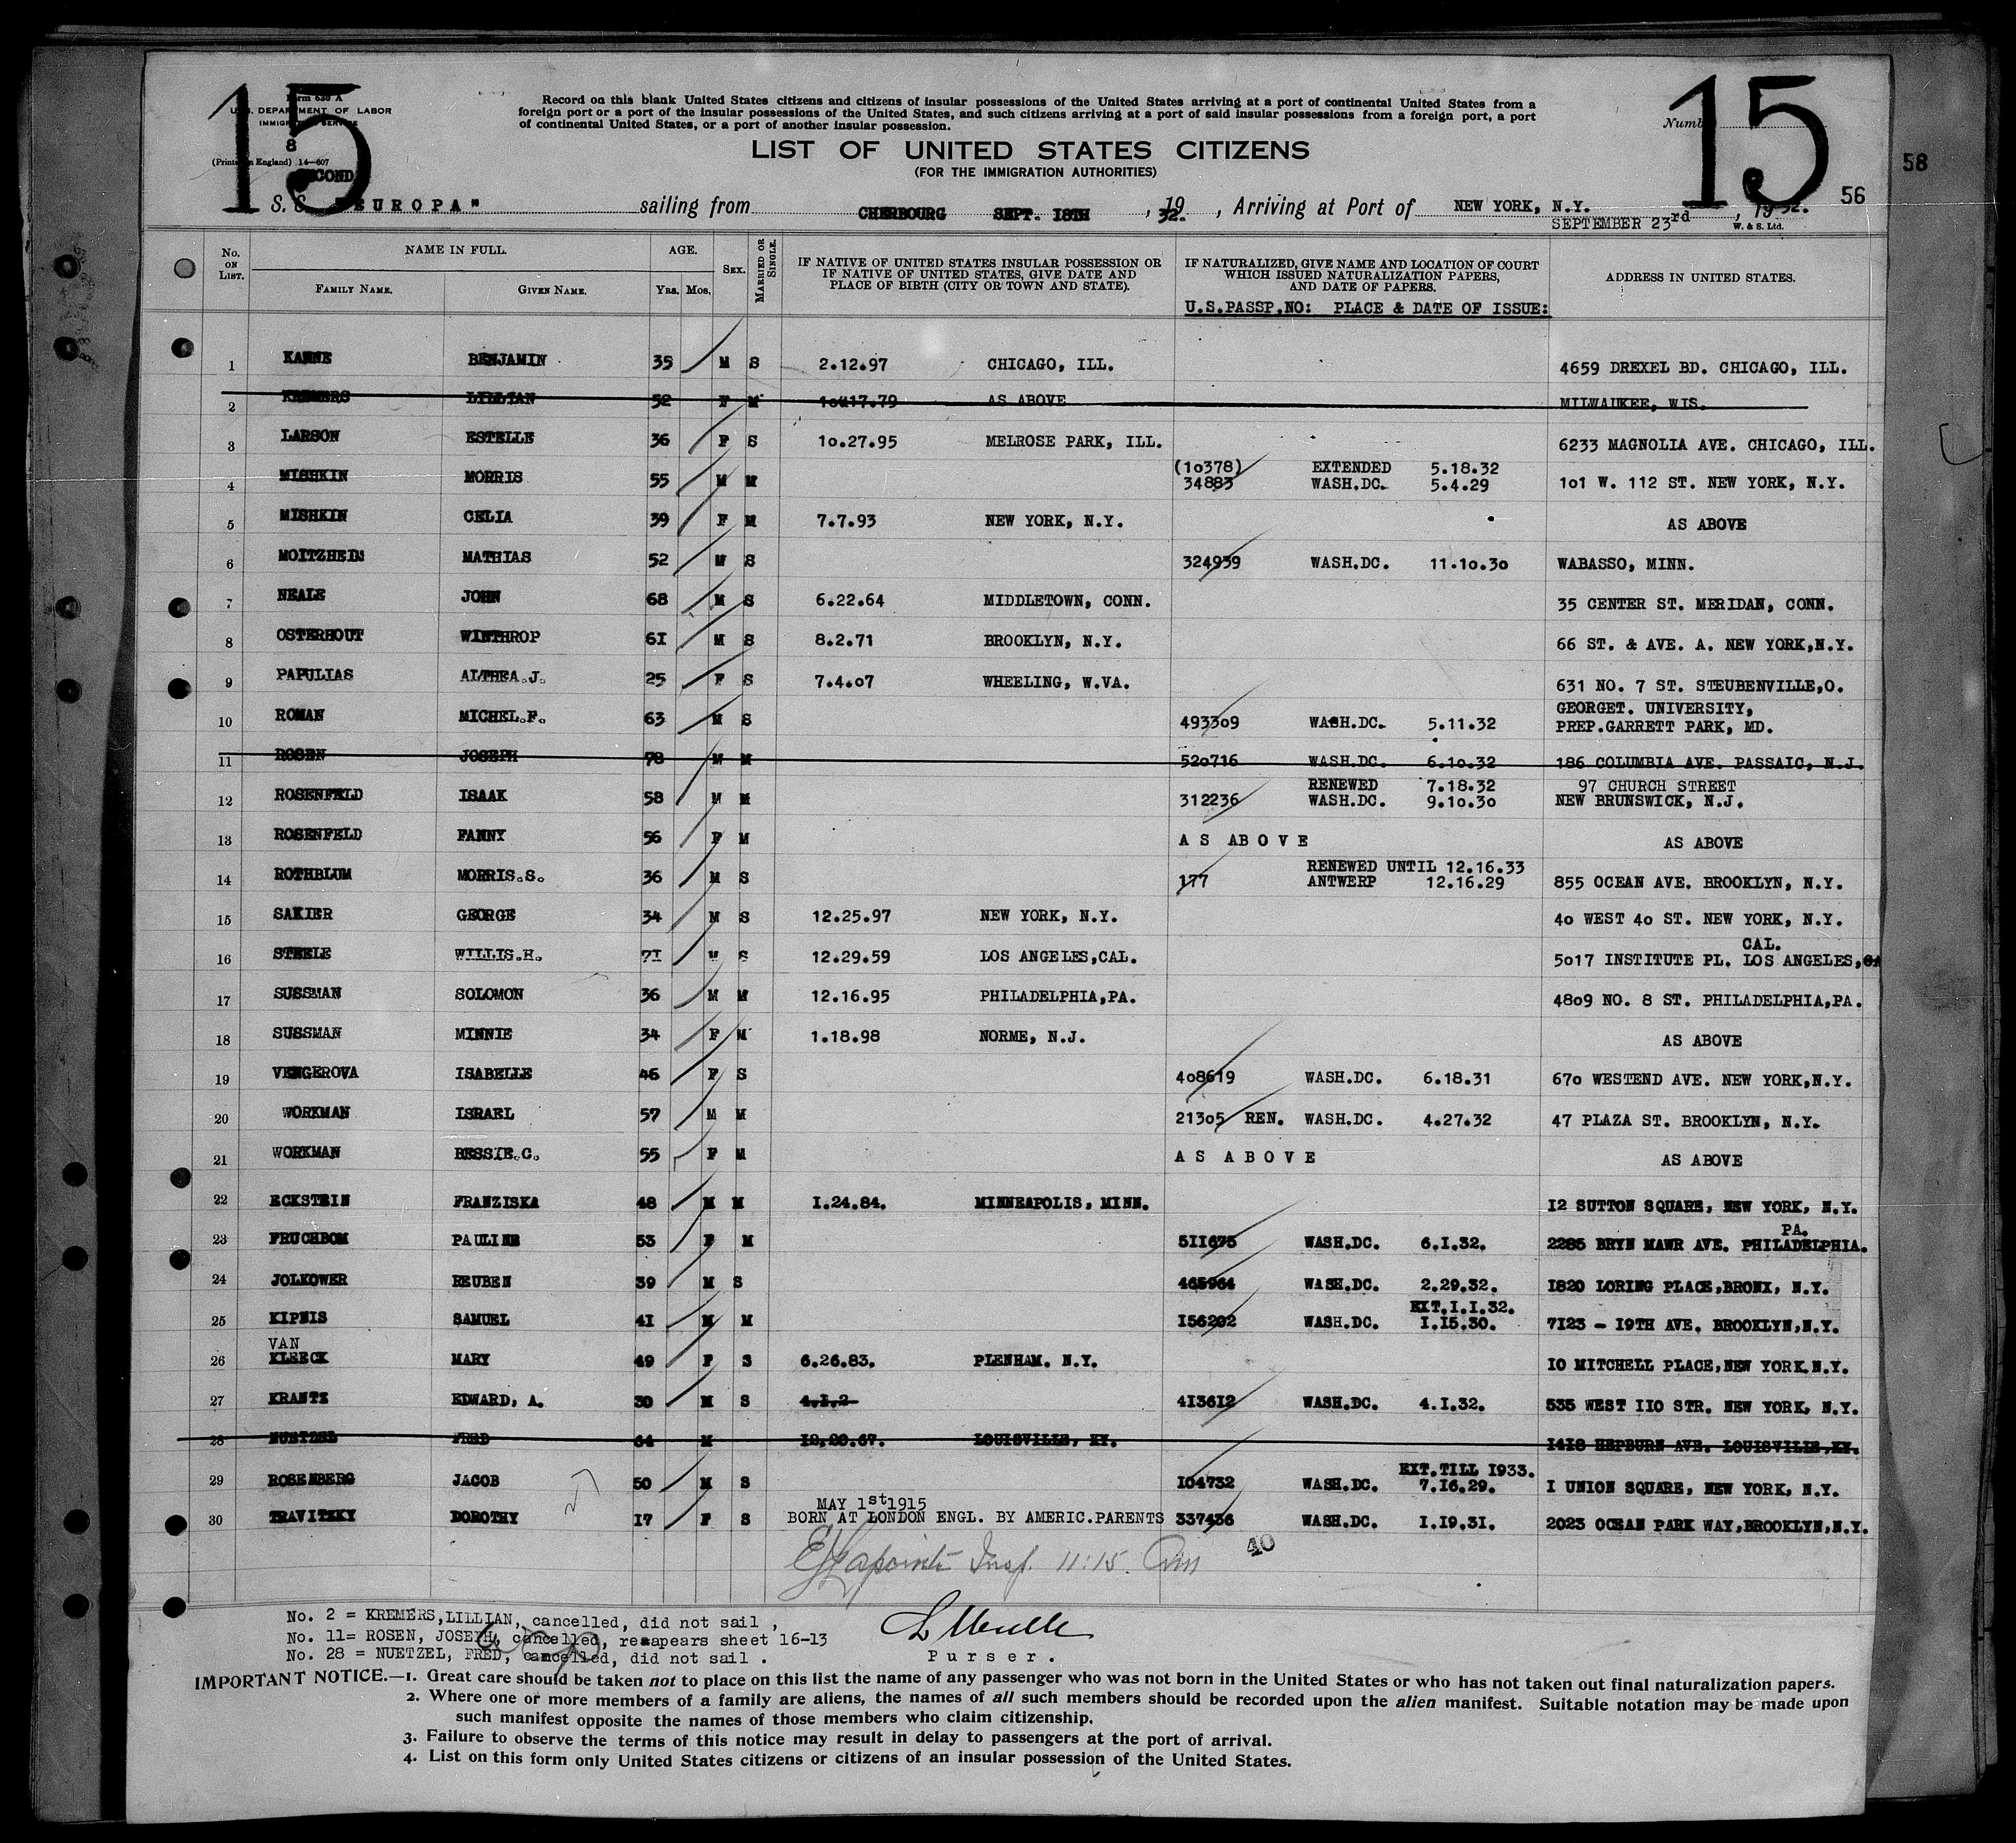 15
15
Form 630 A
U.S. DEPARTMENT OF LABOR
IMMIGRATION SERVICE
8
(Printed in England) 14—607
SECOND
Record on this blank United States citizens and citizens of insular possessions of the United States arriving at a port of continental United States from a
foreign port or a port of the insular possessions of the United States, and such citizens arriving at a port of said insular possessions from a foreign port, a port
of continental United States, or a port of another insular possession.
Number
LIST OF UNITED STATES CITIZENS
(FOR THE IMMIGRATION AUTHORITIES)
58
56
S. S. "EUROPA" sailing from CHERBOURG SEPT. 18TH, 1932., Arriving at Port of NEW YORK, N.Y.
SEPTEMBER 23rd, 1932.
W. & S. Ltd.
No. ON LIST. NAME IN FULL. AGE. SEX. MARRIED OR SINGLE. IF NATIVE OF UNITED STATES INSULAR POSSESSION OR IF NATIVE OF UNITED STATES, GIVE DATE AND PLACE OF BIRTH (CITY OR TOWN AND STATE). IF NATURALIZED, GIVE NAME AND LOCATION OF COURT WHICH ISSUED NATURALIZATION PAPERS, AND DATE OF PAPERS. ADDRESS IN UNITED STATES.
FAMILY NAME. GIVEN NAME. Yrs. Mos. U.S.PASSP.NO: PLACE & DATE OF ISSUE:
1 KANNE BENJAMIN 35 M S 2.12.97 CHICAGO, ILL. 4659 DREXEL BD. CHICAGO, ILL.
2 KREMERS LILLIAN 52 F M 10.17.79 AS ABOVE MILWAUKEE, WIS.
3 LARSON ESTELLE 36 F S 10.27.95 MELROSE PARK, ILL. 6233 MAGNOLIA AVE. CHICAGO, ILL.
(10378) EXTENDED 5.18.32
4 MISHKIN MORRIS 55 M M 34883 WASH.DC. 5.4.29 101 W. 112 ST. NEW YORK, N.Y.
5 MISHKIN CELIA 39 F M 7.7.93 NEW YORK, N.Y. AS ABOVE
6 MOITZHEIM MATHIAS 52 M S 324939 WASH.DC. 11.10.30 WABASSO, MINN.
7 NEALE JOHN 68 M S 6.22.64 MIDDLETOWN, CONN. 35 CENTER ST. MERIDAN, CONN.
8 OSTERHOUT WINTHROP 61 M S 8.2.71 BROOKLYN, N.Y. 66 ST. & AVE. A. NEW YORK,N.Y.
9 PAPULIAS ALTHEA.J. 25 F S 7.4.07 WHEELING, W.VA. 631 NO. 7 ST. STEUBENVILLE,O.
GEORGET. UNIVERSITY,
10 ROMAN MICHEL.F. 63 M S 493309 WASH.DC. 5.11.32 PREP.GARRETT PARK, MD.
11 ROSEN JOSEPH 78 M M 520716 WASH.DC. 6.10.32 186 COLUMBIA AVE. PASSAIC, N.J.
RENEWED 7.18.32 97 CHURCH STREET
12 ROSENFELD ISAAK 58 M M 312236 WASH.DC. 9.10.30 NEW BRUNSWICK, N.J.
13 ROSENFELD FANNY 56 F M AS ABOVE AS ABOVE
RENEWED UNTIL 12.16.33
14 ROTHBLUM MORRIS.S. 36 M S 177 ANTWERP 12.16.29 855 OCEAN AVE. BROOKLYN, N.Y.
15 SAKIER GEORGE 34 M S 12.25.97 NEW YORK, N.Y. 40 WEST 40 ST. NEW YORK, N.Y.
CAL.
16 STEELE WILLIS.H. 71 M S 12.29.59 LOS ANGELES,CAL. 5017 INSTITUTE PL. LOS ANGELES,
17 SUSSMAN SOLOMON 36 M M 12.16.95 PHILADELPHIA,PA. 4809 NO. 8 ST. PHILADELPHIA,PA.
18 SUSSMAN MINNIE 34 F M 1.18.98 NORME, N.J. AS ABOVE
19 VENGEROVA ISABELLE 46 F S 408619 WASH.DC. 6.18.31 670 WESTEND AVE. NEW YORK,N.Y.
20 WORKMAN ISRAEL 57 M M 21305 REN. WASH.DC. 4.27.32 47 PLAZA ST. BROOKLYN, N.Y.
21 WORKMAN BESSIE.C. 55 F M AS ABOVE AS ABOVE
22 ECKSTEIN FRANZISKA 48 M M 1.24.84. MINNEAPOLIS, MINN. 12 SUTTON SQUARE, NEW YORK, N.Y.
PA.
23 FRUCHBOM PAULINE 53 F M 511675 WASH.DC. 6.1.32. 2285 BRYN MAWR AVE. PHILADELPHIA.
24 JOLKOWER REUBEN 39 M S 465964 WASH.DC. 2.29.32. 1820 LORING PLACE,BRONX, N.Y.
EXT.1.1.32.
25 KIPNIS SAMUEL 41 M M 156202 WASH.DC. 1.15.30. 7123 - 19TH AVE. BROOKLYN,N.Y.
VAN
26 KLEECK MARY 49 F S 6.26.83. PLENHAM. N.Y. 10 MITCHELL PLACE,NEW YORK.N.Y.
27 KRANTZ EDWARD, A. 30 M S 4.1.2 413612 WASH.DC. 4.1.32. 535 WEST 110 STR. NEW YORK, N.Y.
28 NUETZEL FRED 64 M 12.20.67. LOUISVILLE, KY. 1418 HEPBURN AVE. LOUISVILLE,KY.
EXT.TILL 1933.
29 ROSENBERG JACOB 50 M S 104732 WASH.DC. 7.16.29. 1 UNION SQUARE, NEW YORK, N.Y.
MAY 1st 1915
30 TRAVITZKY DOROTHY 17 F S BORN AT LONDON ENGL. BY AMERIC.PARENTS 337436 WASH.DC. 1.19.31. 2023 OCEAN PARK WAY,BROOKLYN,N.Y.
Lapointe Insp. 11:15. Am
40
No. 2 = KREMERS,LILLIAN, cancelled, did not sail ,
No. 11= ROSEN, JOSEPH, cancelled, reapears sheet 16-13
No. 28 = NUETZEL, FRED, cancelled, did not sail .
Purser.
IMPORTANT NOTICE.—1. Great care should be taken not to place on this list the name of any passenger who was not born in the United States or who has not taken out final naturalization papers.
2. Where one or more members of a family are aliens, the names of all such members should be recorded upon the alien manifest. Suitable notation may be made upon
such manifest opposite the names of those members who claim citizenship.
3. Failure to observe the terms of this notice may result in delay to passengers at the port of arrival.
4. List on this form only United States citizens or citizens of an insular possession of the United States.